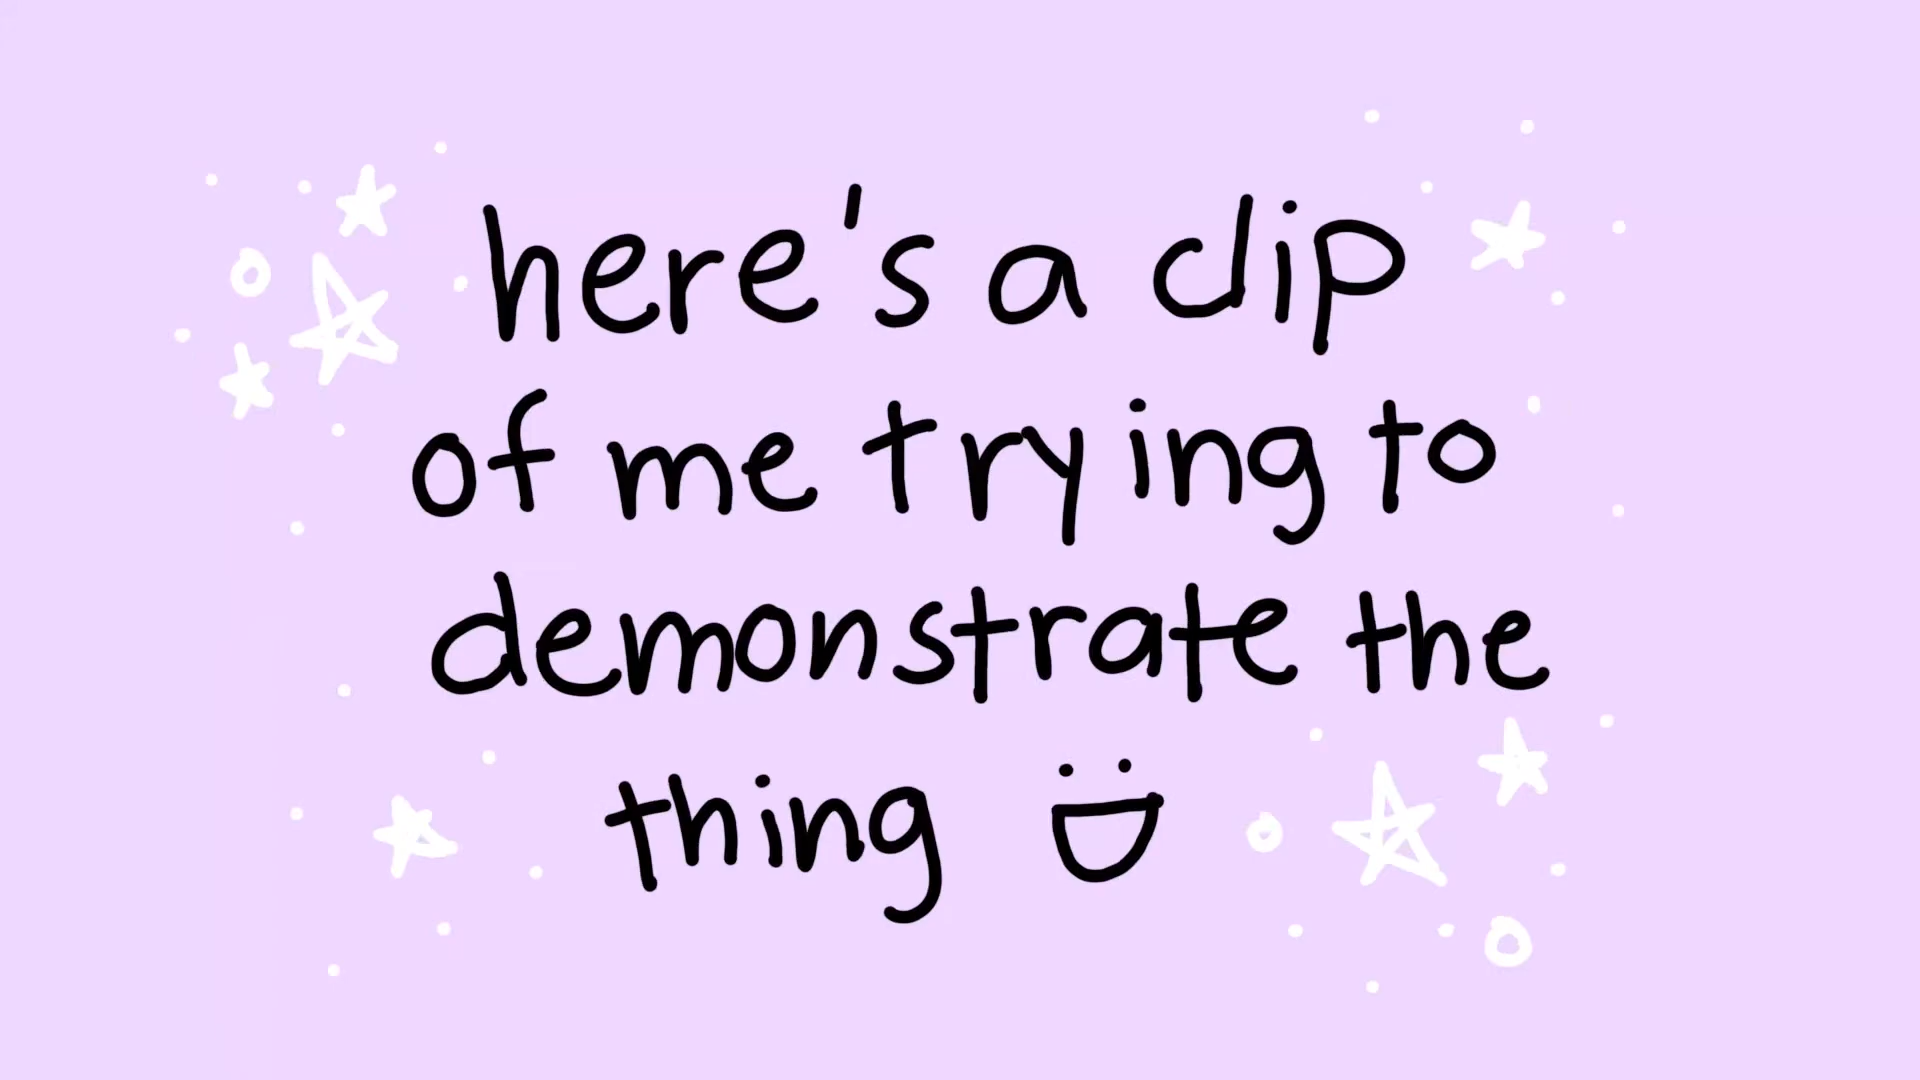 here's a clip
of me trying to
demonstrate the
thing :D